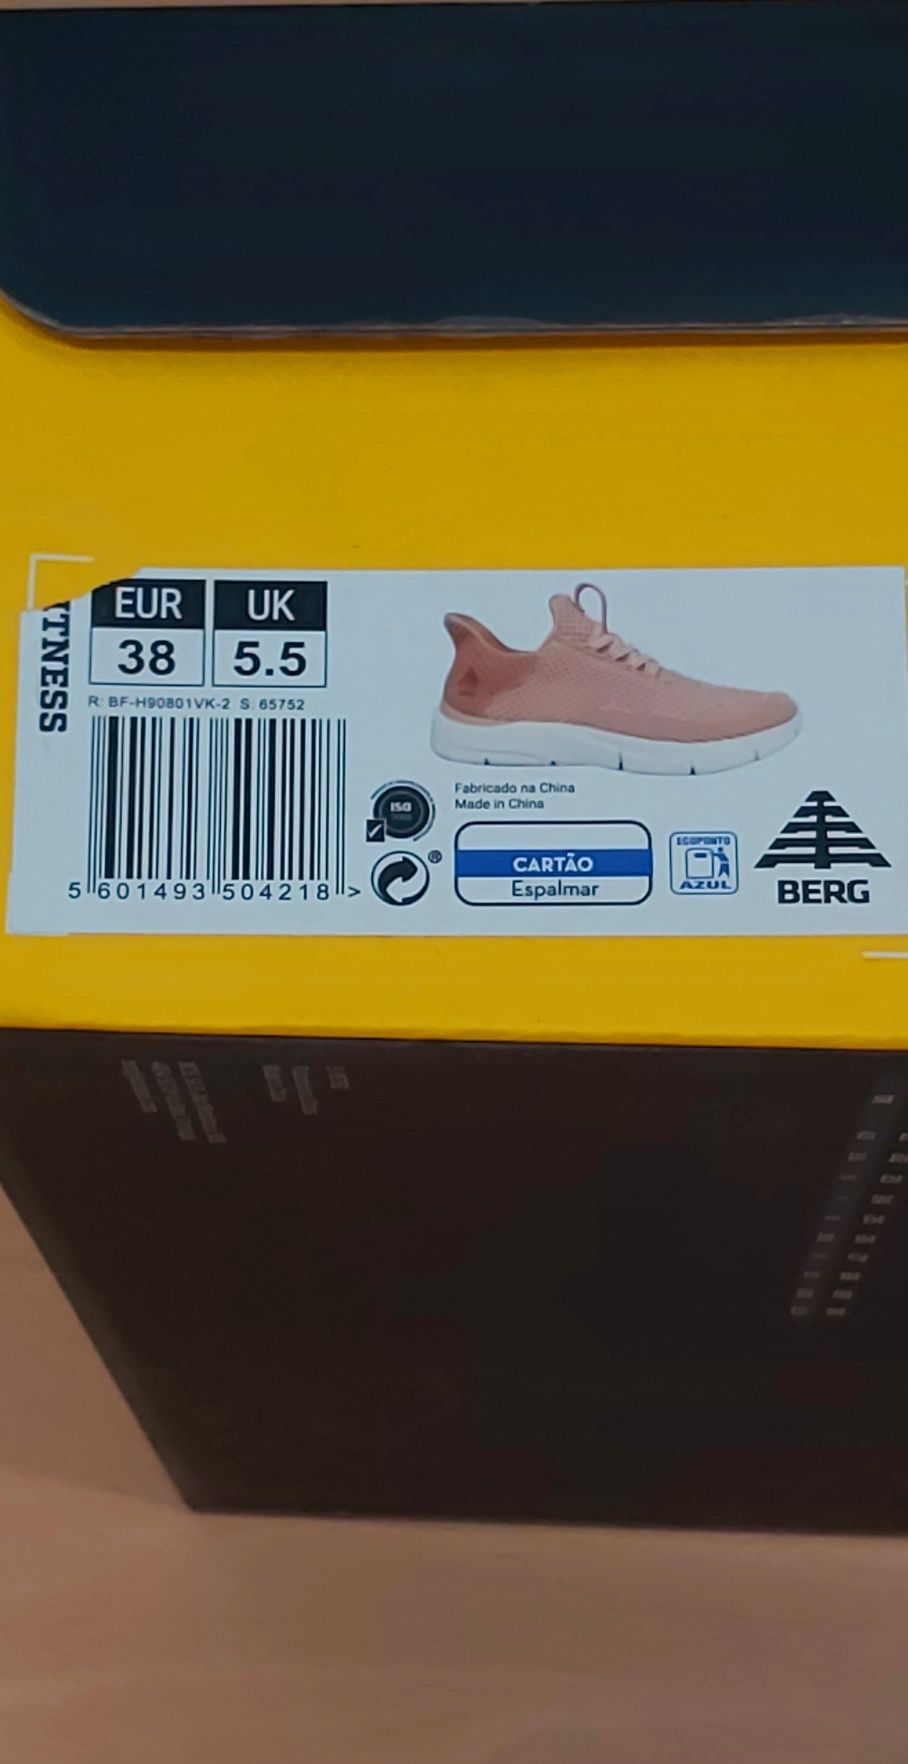 TNESS
EUR UK
38 5.5
R: BF-H90801VK-2 S: 65752
5 601493 504218 >
ISO
Fabricado na China
Made in China
®
CARTÃO
Espalmar
ECOPONTO
AZUL
BERG